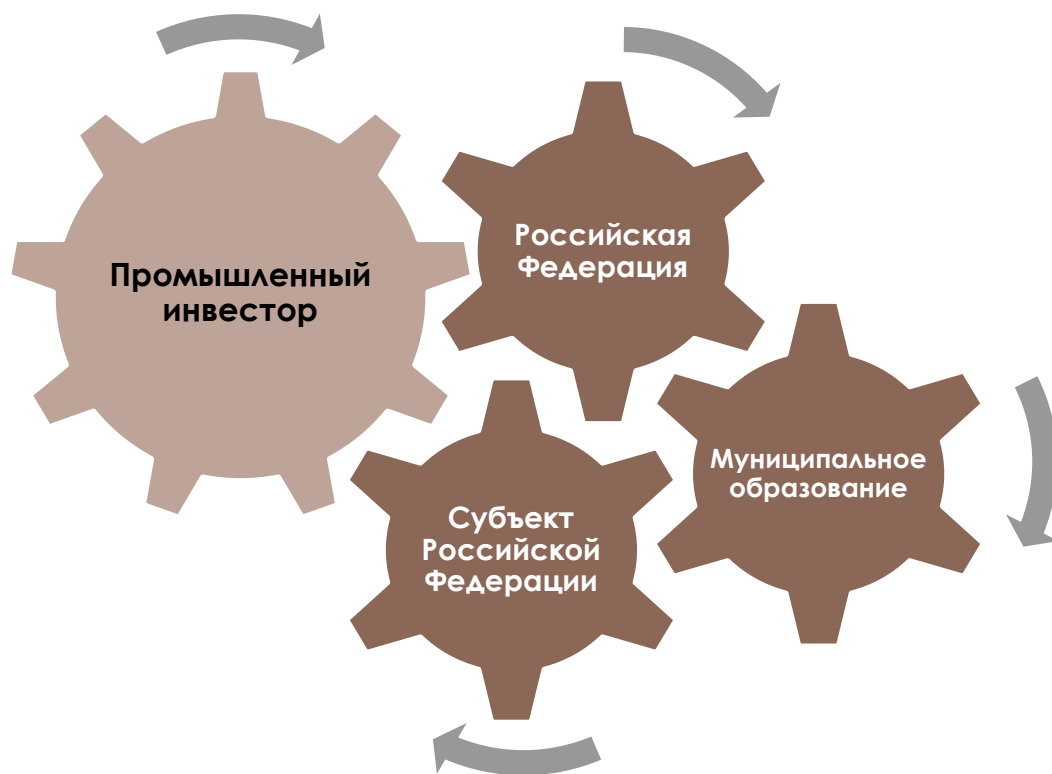 Промышленный
инвестор
Российская
Федерация
Муниципальное
образование
Субъект
Российской
Федерации